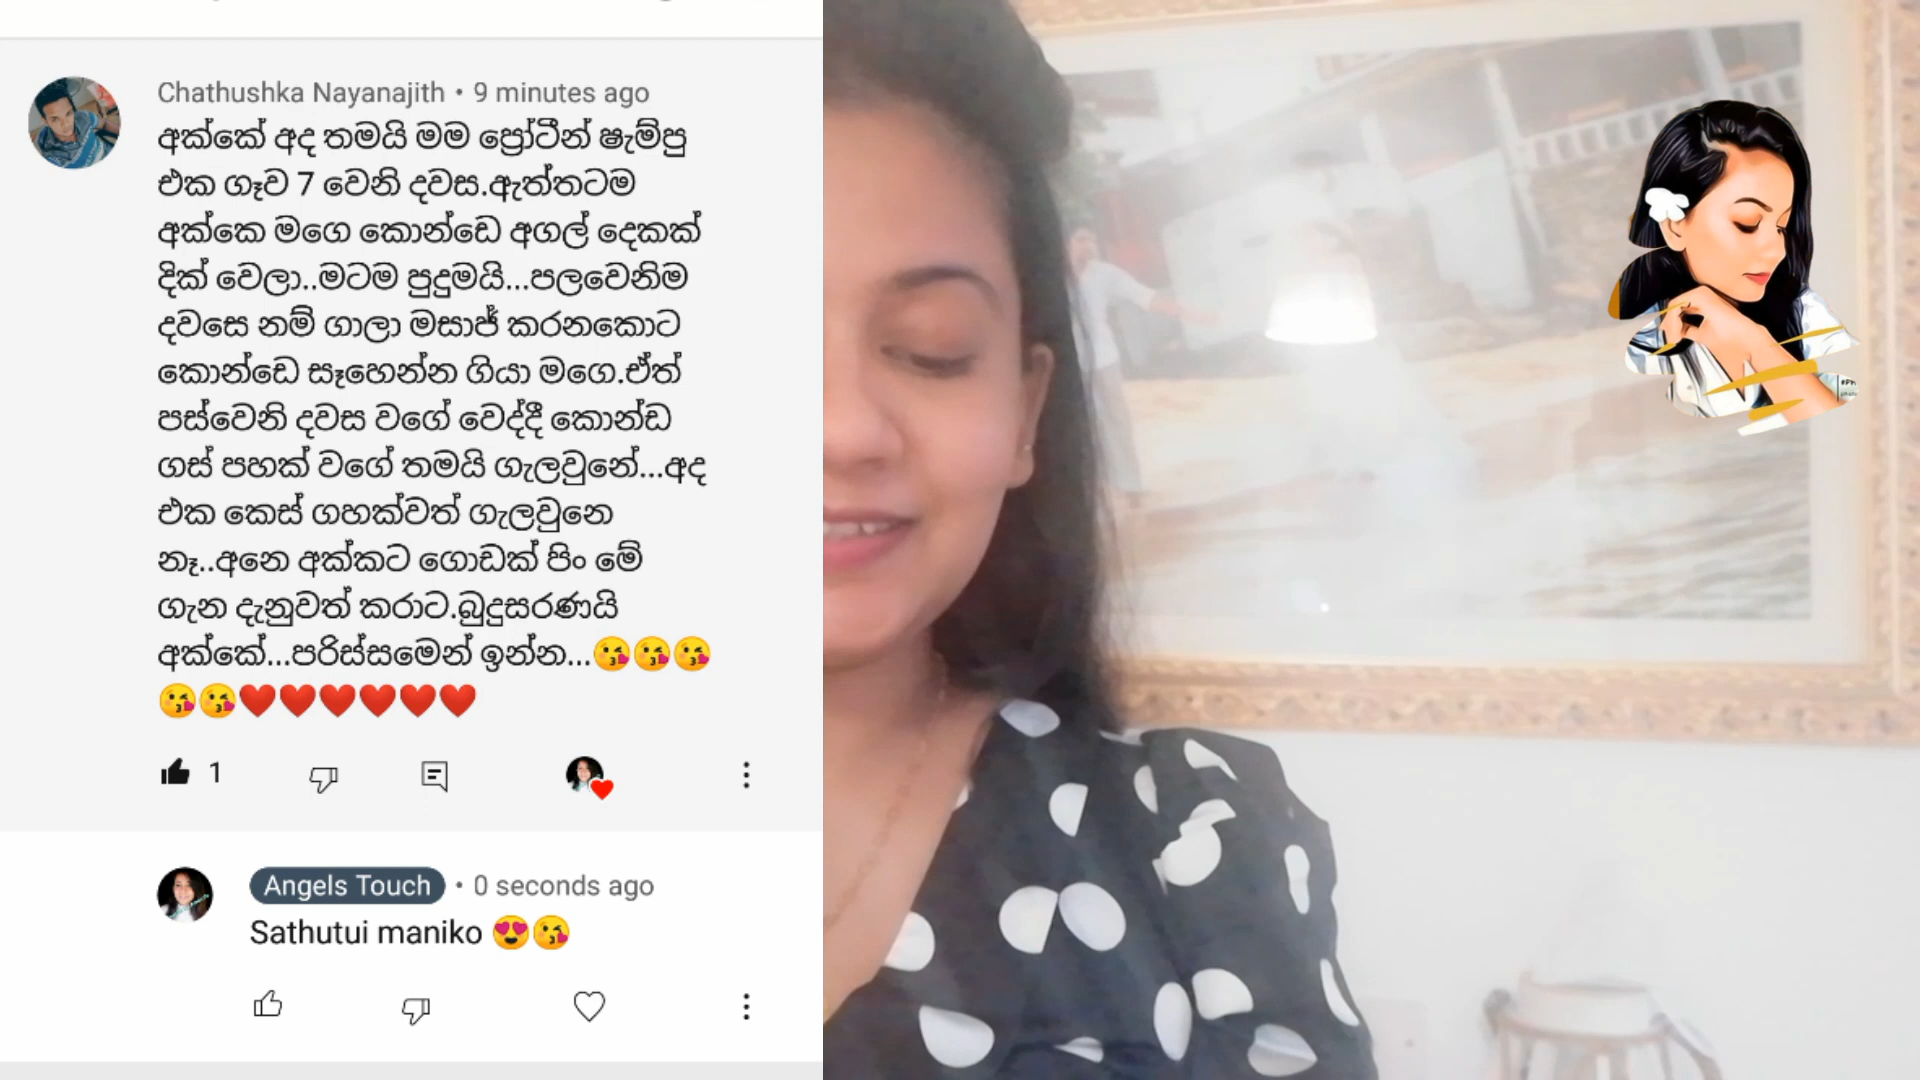 Chathushka Nayanajith • 9 minutes ago
අක්කේ අද තමයි මම ප්‍රෝටීන් ෂැම්පු
එක ගෑව 7 වෙනි දවස.ඇත්තටම
අක්කෙ මගෙ කොන්ඩෙ අගල් දෙකක්
දික් වෙලා..මටම පුදුමයි...පලවෙනිම
දවසෙ නම් ගාලා මසාජ් කරනකොට
කොන්ඩෙ සෑහෙන්න ගියා මගෙ.ඒත්
පස්වෙනි දවස වගේ වෙද්දී කොන්ඩ
ගස් පහක් වගේ තමයි ගැලවුනේ...අද
එක කෙස් ගහක්වත් ගැලවුනෙ
නෑ..අනෙ අක්කට ගොඩක් පිං මේ
ගැන දැනුවත් කරාට.බුදුසරණයි
අක්කේ...පරිස්සමෙන් ඉන්න...😘😘😘
😘😘❤️❤️❤️❤️❤️❤️
1
Angels Touch • 0 seconds ago
Sathutui maniko 😍😘